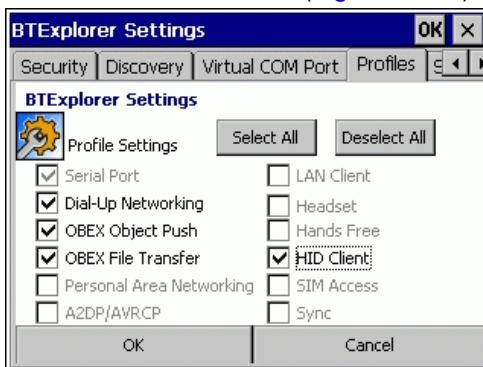 BTExplorer Settings OK
Security Discovery Virtual COM Port Profiles
BTExplorer Settings
Profile Settings Select All Deselect All
Serial Port LAN Client
Dial-Up Networking Headset
OBEX Object Push Hands Free
OBEX File Transfer HID Client
Personal Area Networking SIM Access
A2DP/AVRCP Sync
OK Cancel